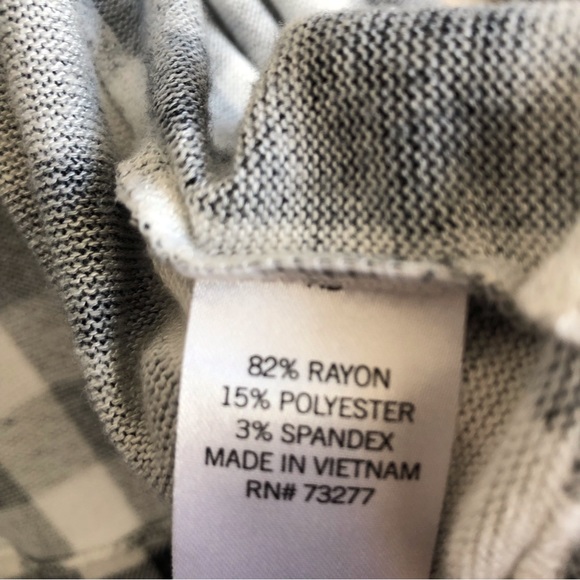 82% RAYON
15% POLYESTER
3% SPANDEX
MADE IN VIETNAM
RN# 73277